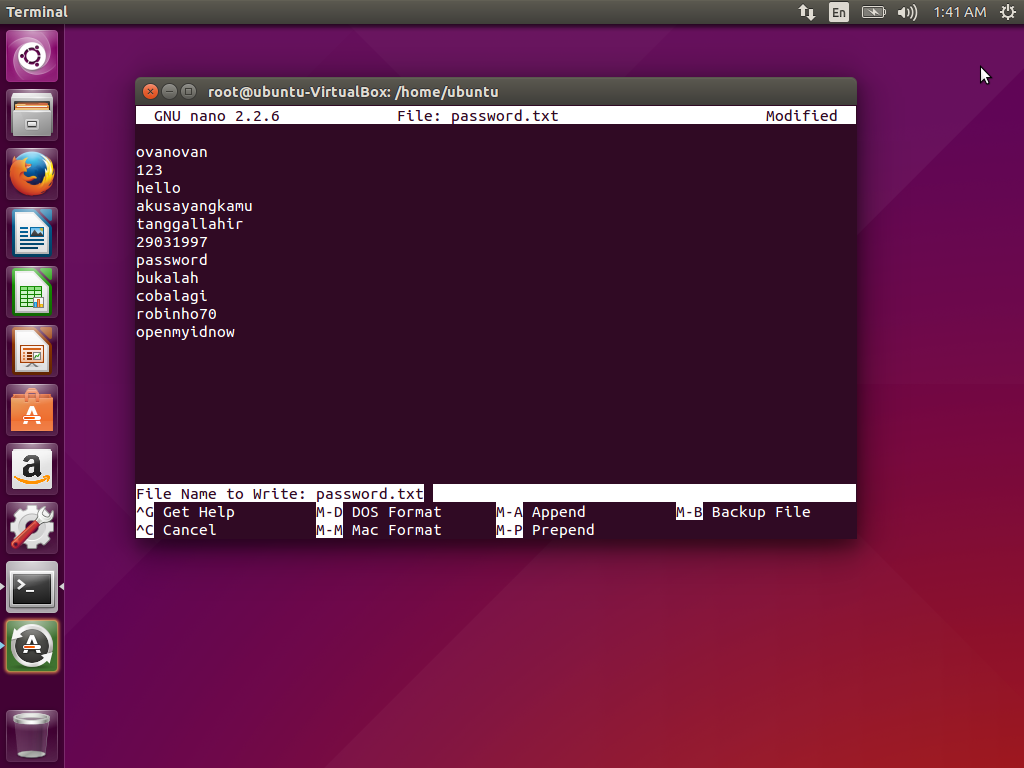 Terminal
En
1:41 AM
root@ubuntu-VirtualBox: /home/ubuntu
GNU nano 2.2.6 File: password.txt Modified
ovanovan
123
hello
akusayangkamu
tanggallahir
29031997
password
bukalah
cobalagi
robinho70
openmyidnow
File Name to Write: password.txt
^G Get Help M-D DOS Format M-A Append M-B Backup File
^C Cancel M-M Mac Format M-P Prepend